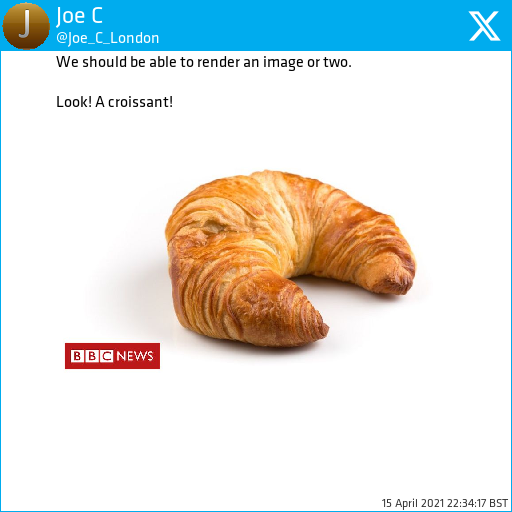 J
Joe C
@Joe_C_London
We should be able to render an image or two.
Look! A croissant!
BBC NEWS
15 April 2021 22:34:17 BST